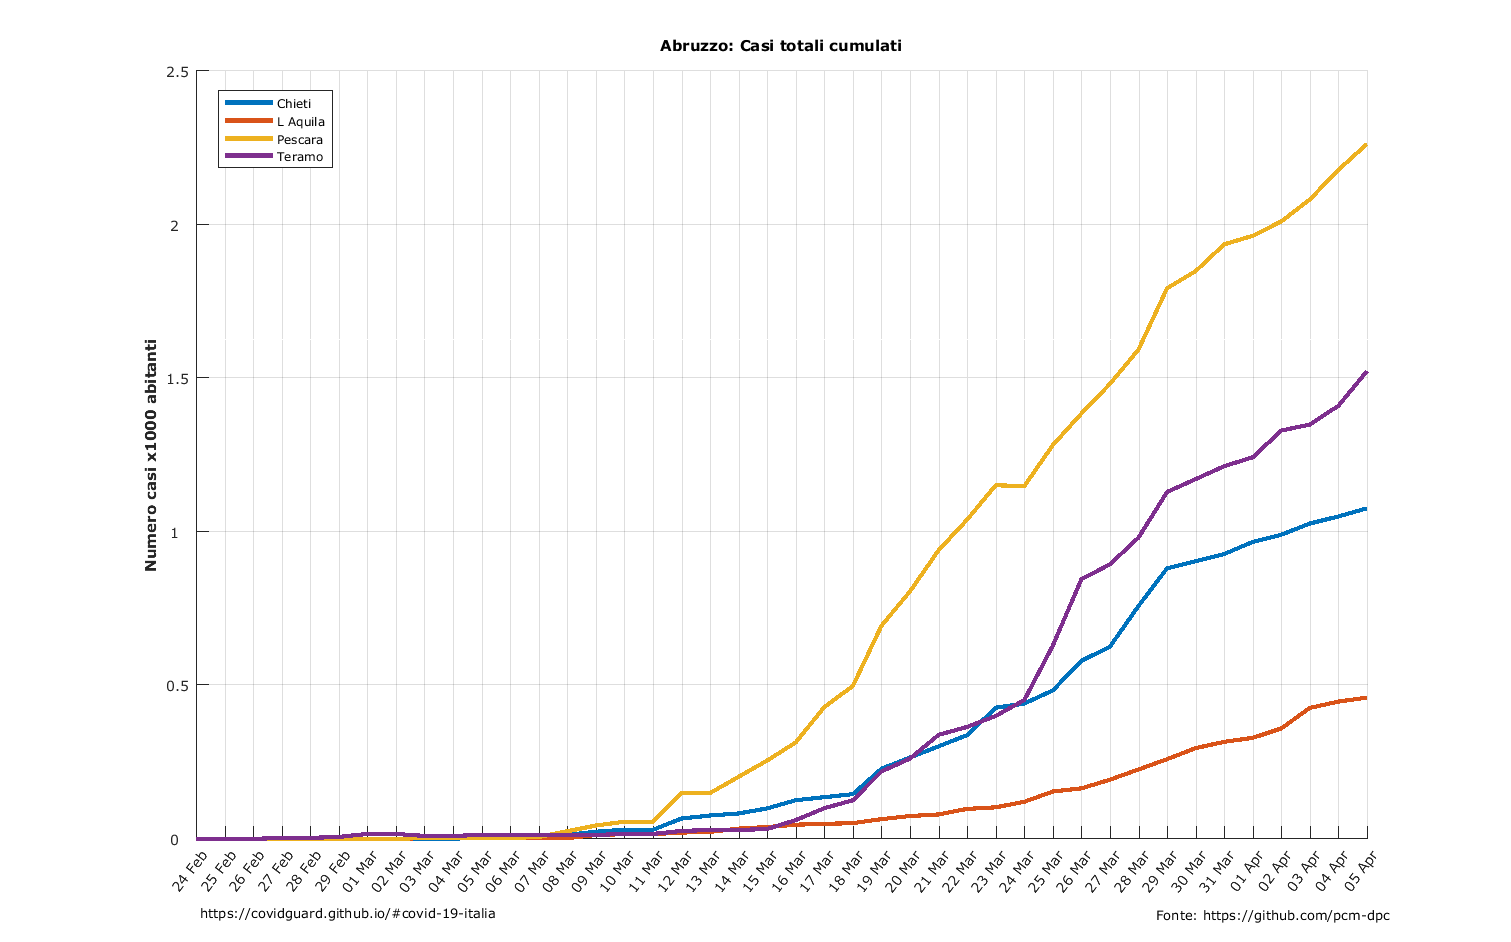 Abruzzo: Casi totali cumulati
Numero casi x1000 abitanti
2.5
2
1.5
1
0.5
0
Chieti
L Aquila
Pescara
Teramo
24 Feb
25 Feb
26 Feb
27 Feb
28 Feb
29 Feb
01 Mar
02 Mar
03 Mar
04 Mar
05 Mar
06 Mar
07 Mar
08 Mar
09 Mar
10 Mar
11 Mar
12 Mar
13 Mar
14 Mar
15 Mar
16 Mar
17 Mar
18 Mar
19 Mar
20 Mar
21 Mar
22 Mar
23 Mar
24 Mar
25 Mar
26 Mar
27 Mar
28 Mar
29 Mar
30 Mar
31 Mar
01 Apr
02 Apr
03 Apr
04 Apr
05 Apr
https://covidguard.github.io/#covid-19-italia
Fonte: https://github.com/pcm-dpc